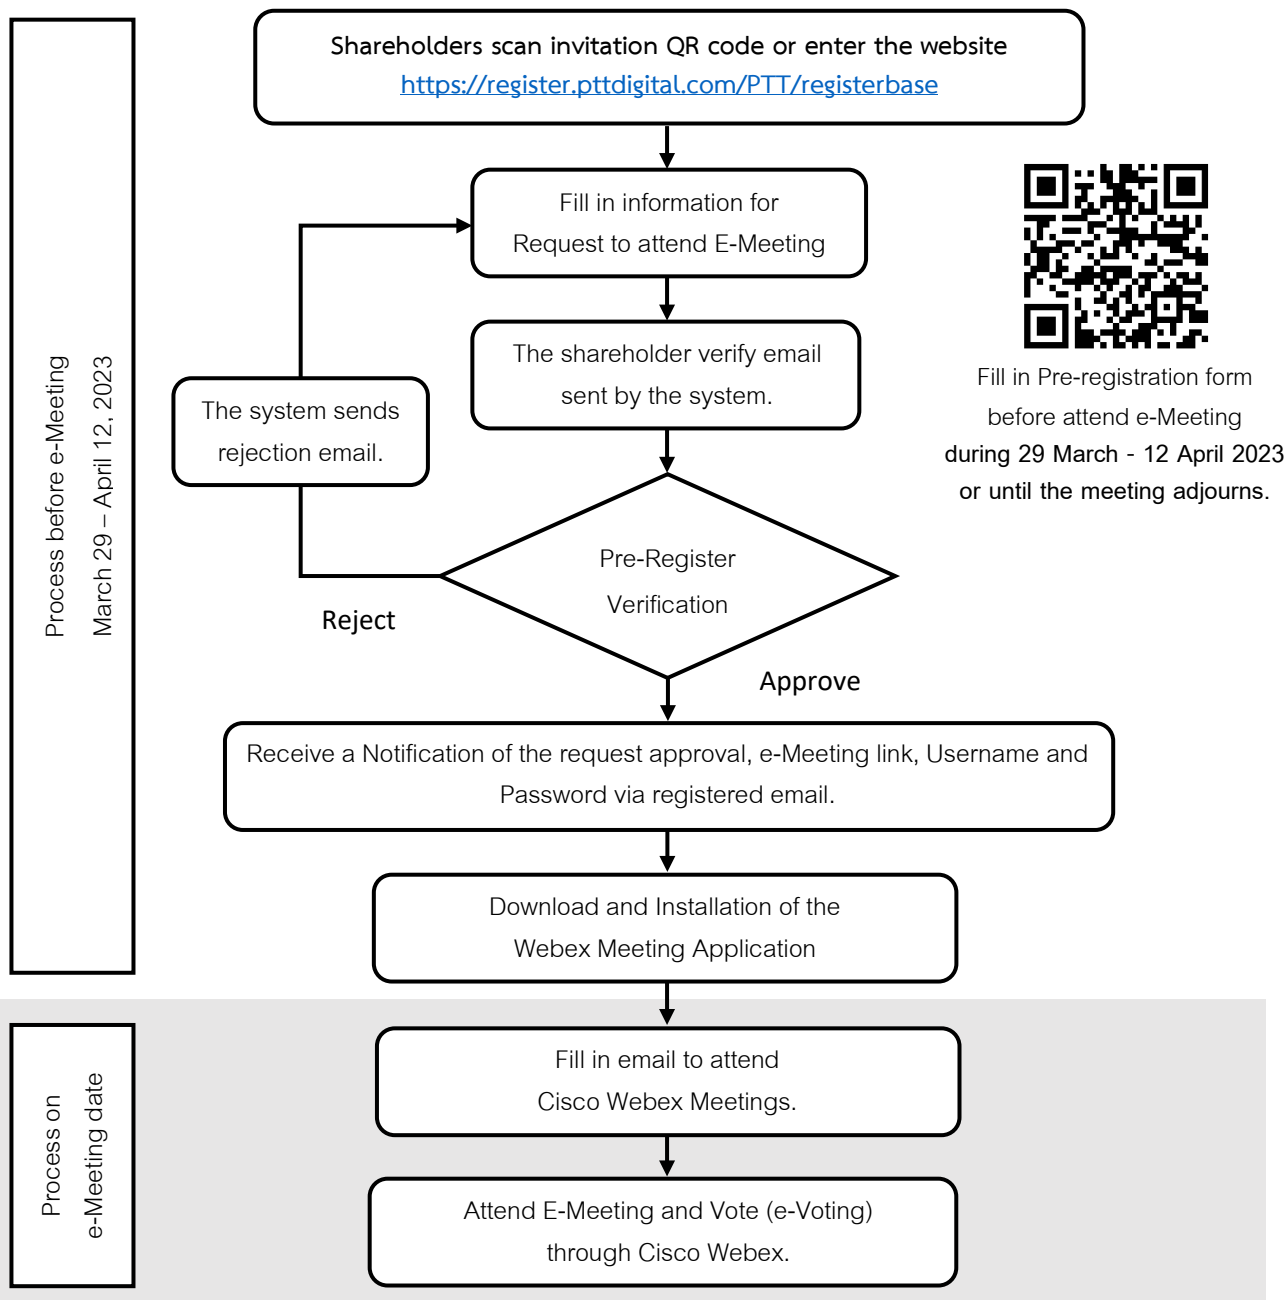 Shareholders scan invitation QR code or enter the website
https://register.pttdigital.com/PTT/registerbase
Fill in information for
Request to attend E-Meeting
The shareholder verify email
sent by the system.
The system sends
rejection email.
Fill in Pre-registration form
before attend e-Meeting
during 29 March - 12 April 2023
or until the meeting adjourns.
Process before e-Meeting
March 29 – April 12, 2023
Pre-Register
Verification
Reject
Approve
Receive a Notification of the request approval, e-Meeting link, Username and
Password via registered email.
Download and Installation of the
Webex Meeting Application
Process on
e-Meeting date
Fill in email to attend
Cisco Webex Meetings.
Attend E-Meeting and Vote (e-Voting)
through Cisco Webex.